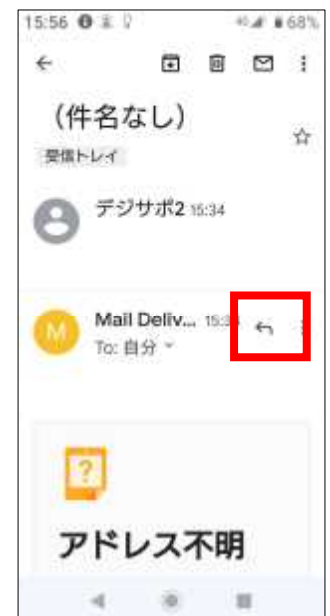 15:56 68%
(件名なし)
受信トレイ
デジサポ2 15:34
M Mail Deliv...
To: 自分
?
アドレス不明